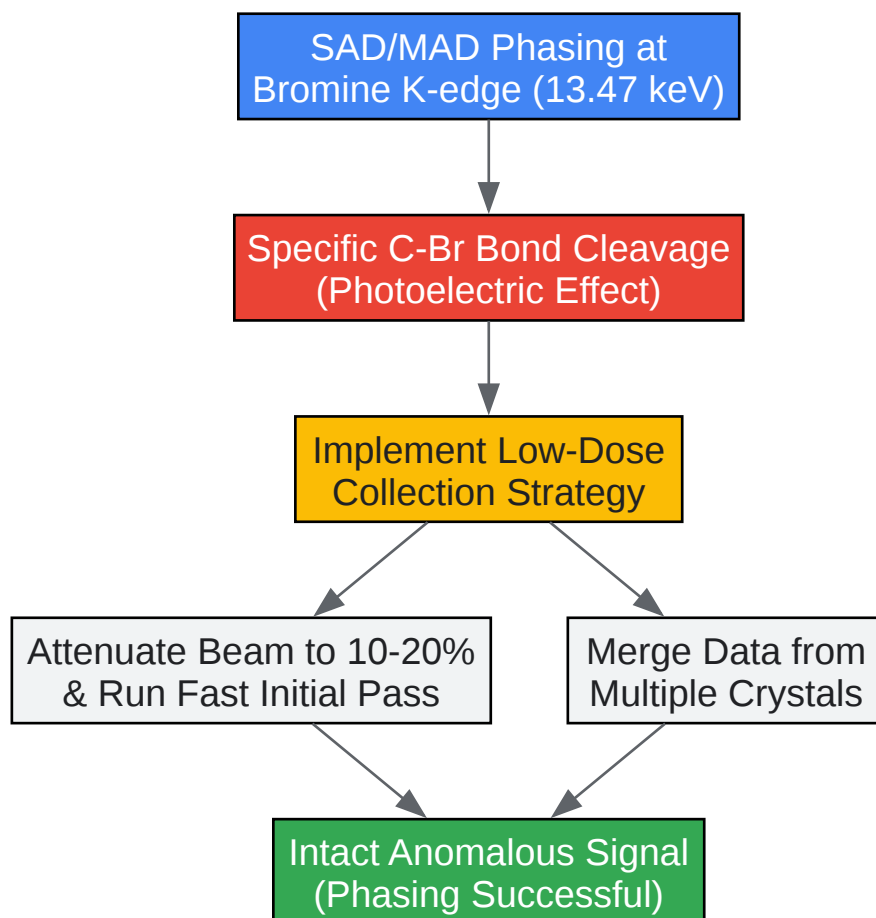 SAD/MAD Phasing at
Bromine K-edge (13.47 keV)
Specific C-Br Bond Cleavage
(Photoelectric Effect)
Implement Low-Dose
Collection Strategy
Attenuate Beam to 10-20%
& Run Fast Initial Pass
Merge Data from
Multiple Crystals
Intact Anomalous Signal
(Phasing Successful)